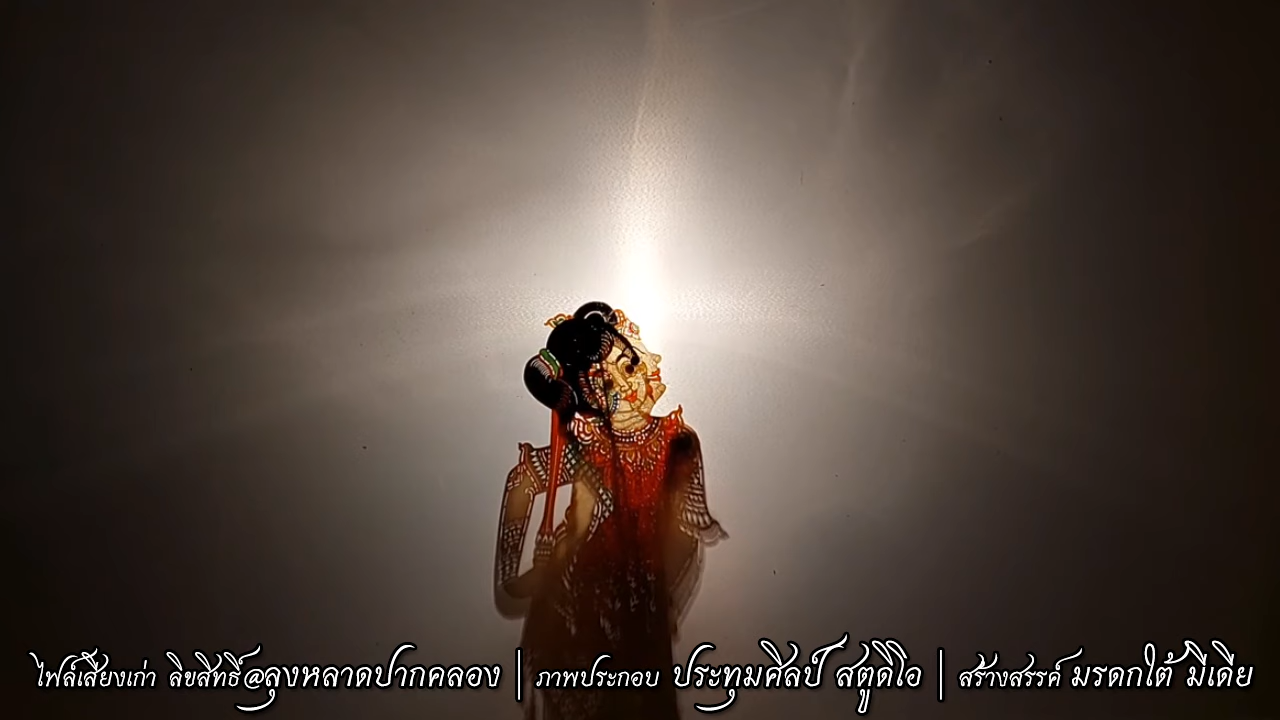 ไฟล์เสียงเก่า ลิขสิทธิ์@ลุงหลาดปากคลอง | ภาพประกอบ ประทุมศิลป์ สตูดิโอ | สร้างสรรค์ มรดกใต้ มีเดีย